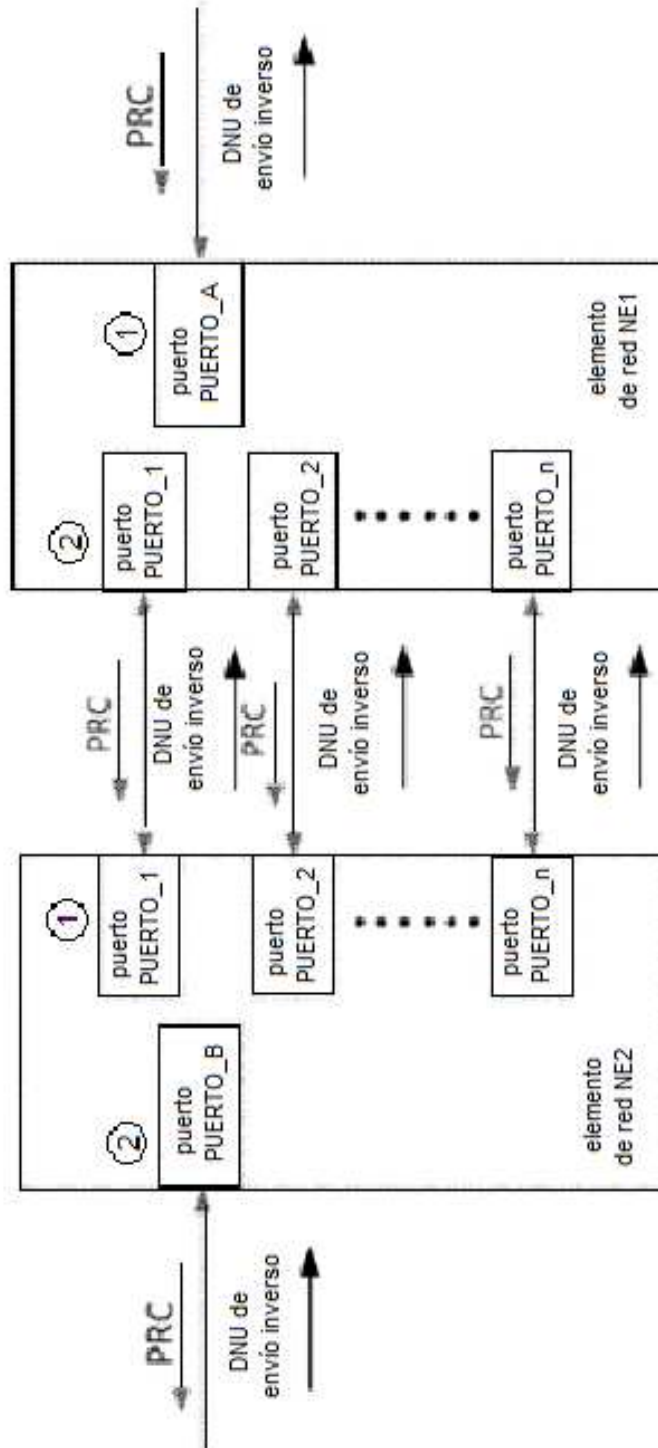 PRC
DNU de
envío inverso
2
puerto
PUERTO_B
elemento
de red NE2
1
puerto
PUERTO_1
puerto
PUERTO_2
puerto
PUERTO_n
PRC
DNU de
envío inverso
PRC
DNU de
envío inverso
PRC
DNU de
envío inverso
2
puerto
PUERTO_1
puerto
PUERTO_2
puerto
PUERTO_n
1
puerto
PUERTO_A
elemento
de red NE1
PRC
DNU de
envío inverso